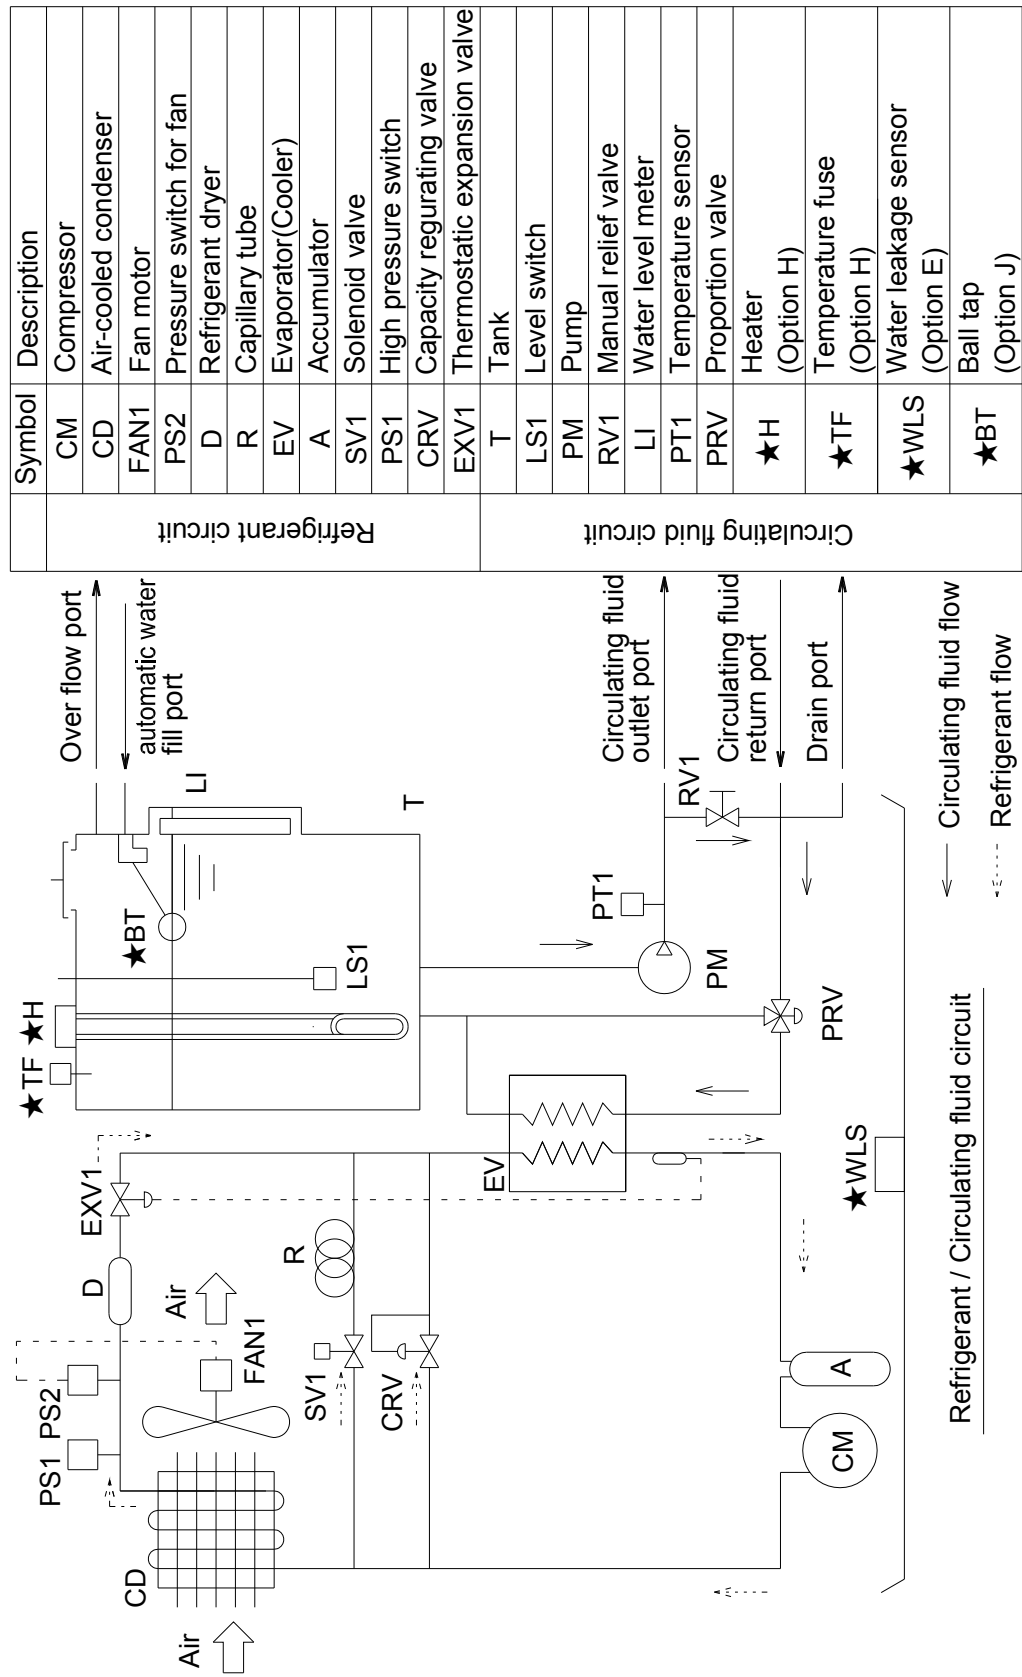 Symbol Description
Refrigerant circuit
CM Compressor
CD Air-cooled condenser
FAN1 Fan motor
PS2 Pressure switch for fan
D Refrigerant dryer
R Capillary tube
EV Evaporator(Cooler)
A Accumulator
SV1 Solenoid valve
PS1 High pressure switch
CRV Capacity regurating valve
EXV1 Thermostatic expansion valve
Circulating fluid circuit
T Tank
LS1 Level switch
PM Pump
RV1 Manual relief valve
LI Water level meter
PT1 Temperature sensor
PRV Proportion valve
★H Heater
(Option H)
★TF Temperature fuse
(Option H)
★WLS Water leakage sensor
(Option E)
★BT Ball tap
(Option J)
Over flow port
automatic water
fill port
Circulating fluid
outlet port
Circulating fluid
return port
Drain port
LI
T
RV1
★BT
PT1
LS1
PM
★H
★TF
PRV
EXV1
EV
★WLS
D
R
Air
FAN1
PS2
PS1
SV1
CRV
A
CM
CD
Air
Circulating fluid flow
Refrigerant flow
Refrigerant / Circulating fluid circuit